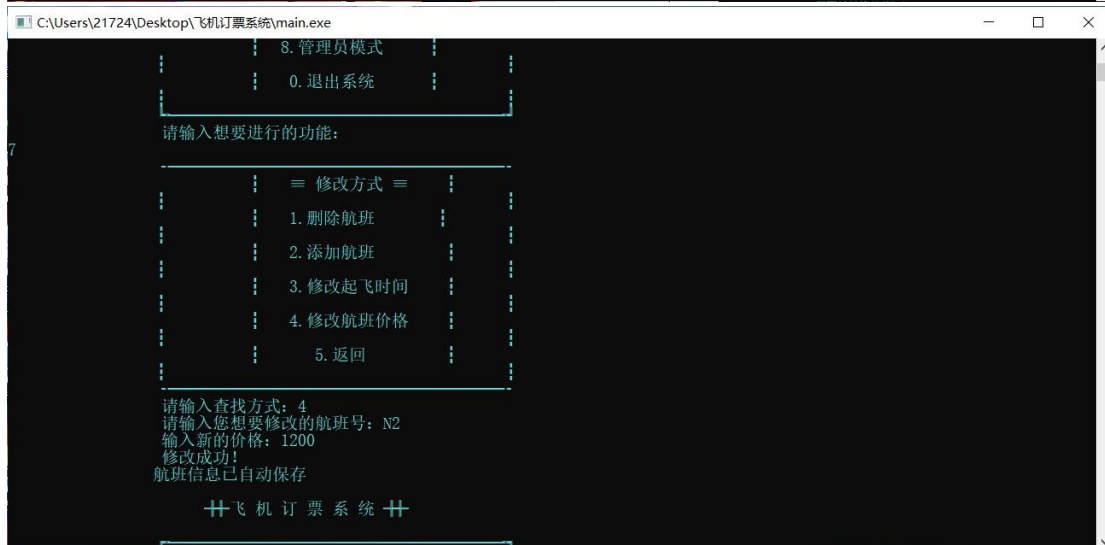 C:\Users\21724\Desktop\飞机订票系统\main.exe
8.管理员模式
0.退出系统
请输入想要进行的功能:
7
≡ 修改方式 ≡
1.删除航班
2.添加航班
3.修改起飞时间
4.修改航班价格
5.返回
请输入查找方式: 4
请输入您想要修改的航班号: N2
输入新的价格: 1200
修改成功!
航班信息已自动保存
飞 机 订 票 系 统